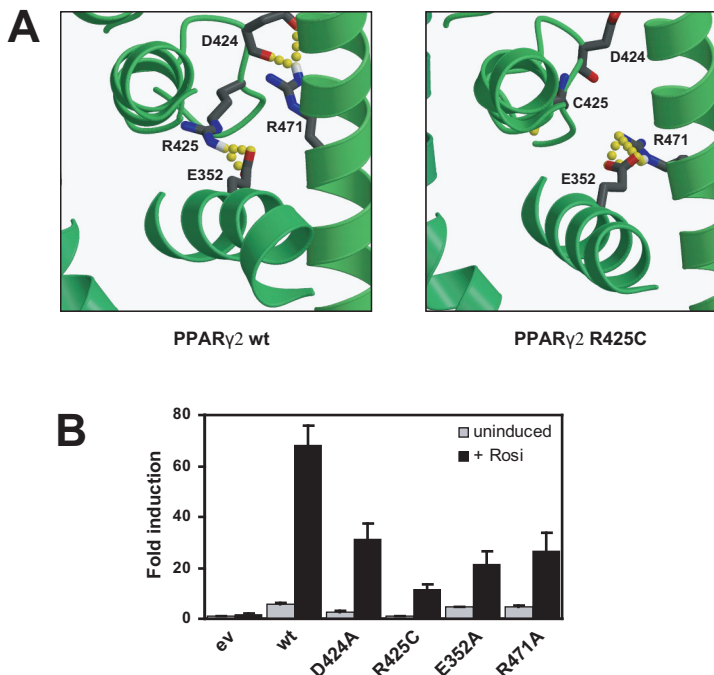 A
D424
R425
R471
E352
PPARγ2 wt
D424
C425
R471
E352
PPARγ2 R425C
B
Fold induction
80
60
40
20
0
uninduced
+ Rosi
ev
wt
D424A
R425C
E352A
R471A